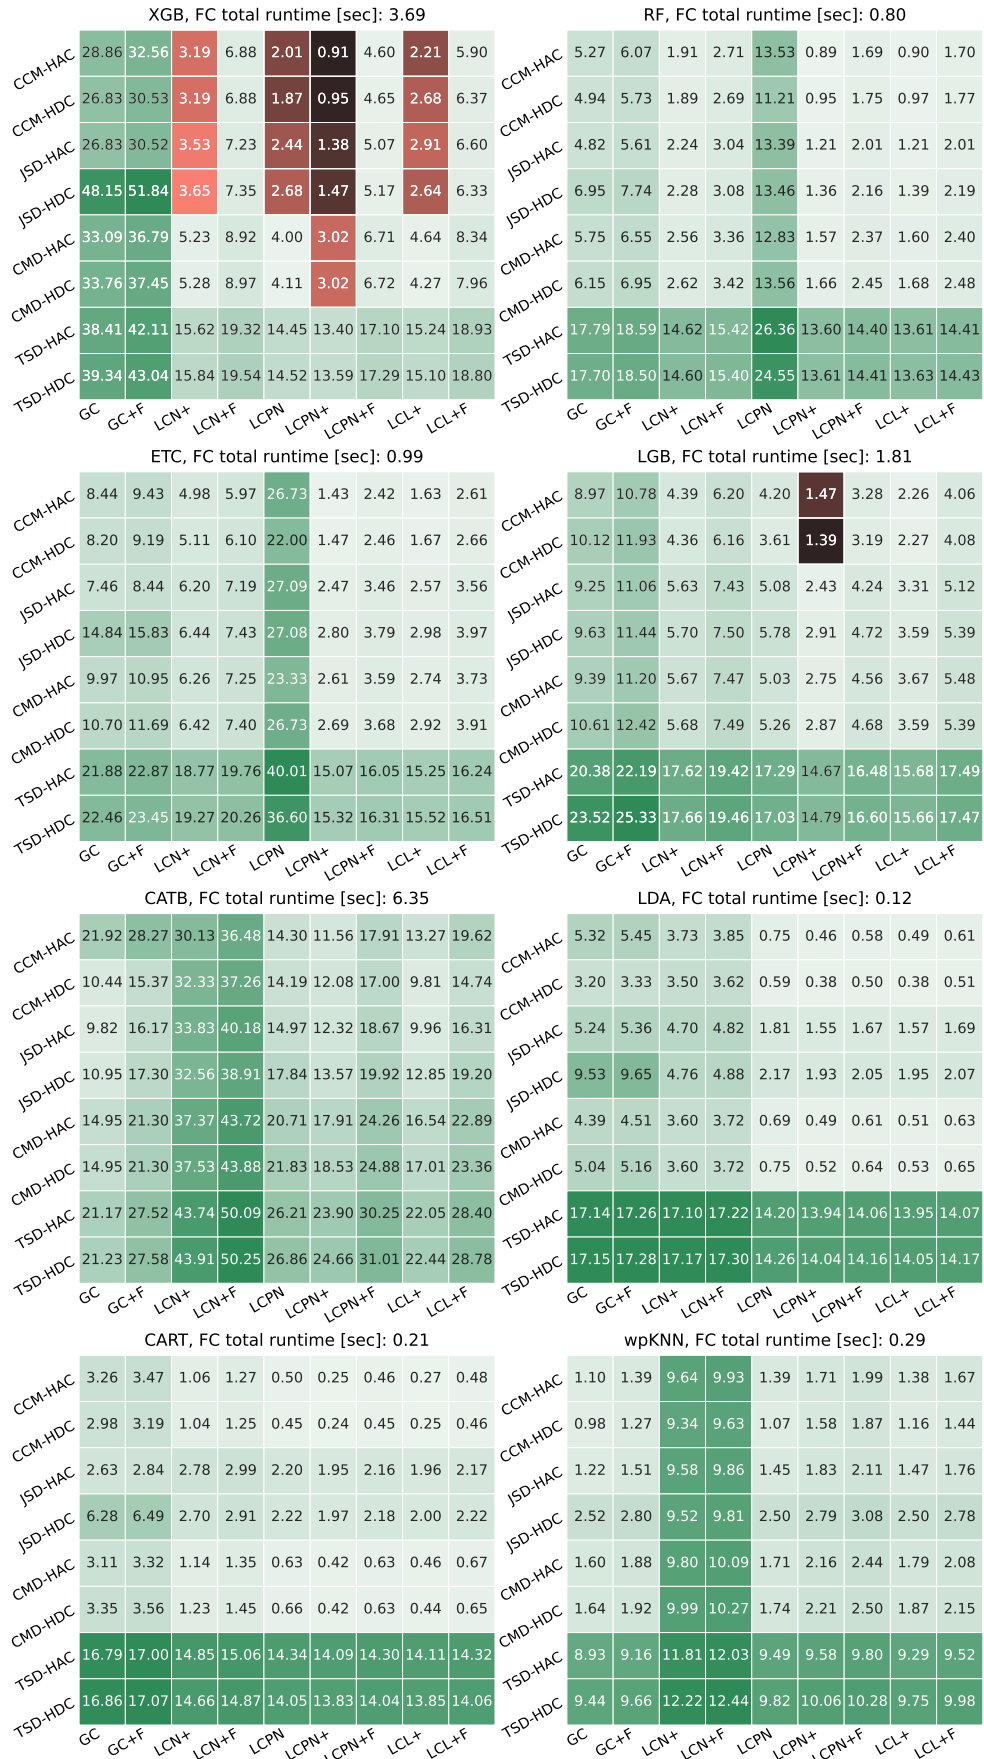 XGB, FC total runtime [sec]: 3.69
CCM-HAC 28.86 32.56 3.19 6.88 2.01 0.91 4.60 2.21 5.90
CCM-HDC 26.83 30.53 3.19 6.88 1.87 0.95 4.65 2.68 6.37
JSD-HAC 26.83 30.52 3.53 7.23 2.44 1.38 5.07 2.91 6.60
JSD-HDC 48.15 51.84 3.65 7.35 2.68 1.47 5.17 2.64 6.33
CMD-HAC 33.09 36.79 5.23 8.92 4.00 3.02 6.71 4.64 8.34
CMD-HDC 33.76 37.45 5.28 8.97 4.11 3.02 6.72 4.27 7.96
TSD-HAC 38.41 42.11 15.62 19.32 14.45 13.40 17.10 15.24 18.93
TSD-HDC 39.34 43.04 15.84 19.54 14.52 13.59 17.29 15.10 18.80
GC GC+F LCN+ LCN+F LCPN LCPN+ LCPN+F LCL+ LCL+F
RF, FC total runtime [sec]: 0.80
CCM-HAC 5.27 6.07 1.91 2.71 13.53 0.89 1.69 0.90 1.70
CCM-HDC 4.94 5.73 1.89 2.69 11.21 0.95 1.75 0.97 1.77
JSD-HAC 4.82 5.61 2.24 3.04 13.39 1.21 2.01 1.21 2.01
JSD-HDC 6.95 7.74 2.28 3.08 13.46 1.36 2.16 1.39 2.19
CMD-HAC 5.75 6.55 2.56 3.36 12.83 1.57 2.37 1.60 2.40
CMD-HDC 6.15 6.95 2.62 3.42 13.56 1.66 2.45 1.68 2.48
TSD-HAC 17.79 18.59 14.62 15.42 26.36 13.60 14.40 13.61 14.41
TSD-HDC 17.70 18.50 14.60 15.40 24.55 13.61 14.41 13.63 14.43
GC GC+F LCN+ LCN+F LCPN LCPN+ LCPN+F LCL+ LCL+F
ETC, FC total runtime [sec]: 0.99
CCM-HAC 8.44 9.43 4.98 5.97 26.73 1.43 2.42 1.63 2.61
CCM-HDC 8.20 9.19 5.11 6.10 22.00 1.47 2.46 1.67 2.66
JSD-HAC 7.46 8.44 6.20 7.19 27.09 2.47 3.46 2.57 3.56
JSD-HDC 14.84 15.83 6.44 7.43 27.08 2.80 3.79 2.98 3.97
CMD-HAC 9.97 10.95 6.26 7.25 23.33 2.61 3.59 2.74 3.73
CMD-HDC 10.70 11.69 6.42 7.40 26.73 2.69 3.68 2.92 3.91
TSD-HAC 21.88 22.87 18.77 19.76 40.01 15.07 16.05 15.25 16.24
TSD-HDC 22.46 23.45 19.27 20.26 36.60 15.32 16.31 15.52 16.51
GC GC+F LCN+ LCN+F LCPN LCPN+ LCPN+F LCL+ LCL+F
LGB, FC total runtime [sec]: 1.81
CCM-HAC 8.97 10.78 4.39 6.20 4.20 1.47 3.28 2.26 4.06
CCM-HDC 10.12 11.93 4.36 6.16 3.61 1.39 3.19 2.27 4.08
JSD-HAC 9.25 11.06 5.63 7.43 5.08 2.43 4.24 3.31 5.12
JSD-HDC 9.63 11.44 5.70 7.50 5.78 2.91 4.72 3.59 5.39
CMD-HAC 9.39 11.20 5.67 7.47 5.03 2.75 4.56 3.67 5.48
CMD-HDC 10.61 12.42 5.68 7.49 5.26 2.87 4.68 3.59 5.39
TSD-HAC 20.38 22.19 17.62 19.42 17.29 14.67 16.48 15.68 17.49
TSD-HDC 23.52 25.33 17.66 19.46 17.03 14.79 16.60 15.66 17.47
GC GC+F LCN+ LCN+F LCPN LCPN+ LCPN+F LCL+ LCL+F
CATB, FC total runtime [sec]: 6.35
CCM-HAC 21.92 28.27 30.13 36.48 14.30 11.56 17.91 13.27 19.62
CCM-HDC 10.44 15.37 32.33 37.26 14.19 12.08 17.00 9.81 14.74
JSD-HAC 9.82 16.17 33.83 40.18 14.97 12.32 18.67 9.96 16.31
JSD-HDC 10.95 17.30 32.56 38.91 17.84 13.57 19.92 12.85 19.20
CMD-HAC 14.95 21.30 37.37 43.72 20.71 17.91 24.26 16.54 22.89
CMD-HDC 14.95 21.30 37.53 43.88 21.83 18.53 24.88 17.01 23.36
TSD-HAC 21.17 27.52 43.74 50.09 26.21 23.90 30.25 22.05 28.40
TSD-HDC 21.23 27.58 43.91 50.25 26.86 24.66 31.01 22.44 28.78
GC GC+F LCN+ LCN+F LCPN LCPN+ LCPN+F LCL+ LCL+F
LDA, FC total runtime [sec]: 0.12
CCM-HAC 5.32 5.45 3.73 3.85 0.75 0.46 0.58 0.49 0.61
CCM-HDC 3.20 3.33 3.50 3.62 0.59 0.38 0.50 0.38 0.51
JSD-HAC 5.24 5.36 4.70 4.82 1.81 1.55 1.67 1.57 1.69
JSD-HDC 9.53 9.65 4.76 4.88 2.17 1.93 2.05 1.95 2.07
CMD-HAC 4.39 4.51 3.60 3.72 0.69 0.49 0.61 0.51 0.63
CMD-HDC 5.04 5.16 3.60 3.72 0.75 0.52 0.64 0.53 0.65
TSD-HAC 17.14 17.26 17.10 17.22 14.20 13.94 14.06 13.95 14.07
TSD-HDC 17.15 17.28 17.17 17.30 14.26 14.04 14.16 14.05 14.17
GC GC+F LCN+ LCN+F LCPN LCPN+ LCPN+F LCL+ LCL+F
CART, FC total runtime [sec]: 0.21
CCM-HAC 3.26 3.47 1.06 1.27 0.50 0.25 0.46 0.27 0.48
CCM-HDC 2.98 3.19 1.04 1.25 0.45 0.24 0.45 0.25 0.46
JSD-HAC 2.63 2.84 2.78 2.99 2.20 1.95 2.16 1.96 2.17
JSD-HDC 6.28 6.49 2.70 2.91 2.22 1.97 2.18 2.00 2.22
CMD-HAC 3.11 3.32 1.14 1.35 0.63 0.42 0.63 0.46 0.67
CMD-HDC 3.35 3.56 1.23 1.45 0.66 0.42 0.63 0.44 0.65
TSD-HAC 16.79 17.00 14.85 15.06 14.34 14.09 14.30 14.11 14.32
TSD-HDC 16.86 17.07 14.66 14.87 14.05 13.83 14.04 13.85 14.06
GC GC+F LCN+ LCN+F LCPN LCPN+ LCPN+F LCL+ LCL+F
wpKNN, FC total runtime [sec]: 0.29
CCM-HAC 1.10 1.39 9.64 9.93 1.39 1.71 1.99 1.38 1.67
CCM-HDC 0.98 1.27 9.34 9.63 1.07 1.58 1.87 1.16 1.44
JSD-HAC 1.22 1.51 9.58 9.86 1.45 1.83 2.11 1.47 1.76
JSD-HDC 2.52 2.80 9.52 9.81 2.50 2.79 3.08 2.50 2.78
CMD-HAC 1.60 1.88 9.80 10.09 1.71 2.16 2.44 1.79 2.08
CMD-HDC 1.64 1.92 9.99 10.27 1.74 2.21 2.50 1.87 2.15
TSD-HAC 8.93 9.16 11.81 12.03 9.49 9.58 9.80 9.29 9.52
TSD-HDC 9.44 9.66 12.22 12.44 9.82 10.06 10.28 9.75 9.98
GC GC+F LCN+ LCN+F LCPN LCPN+ LCPN+F LCL+ LCL+F